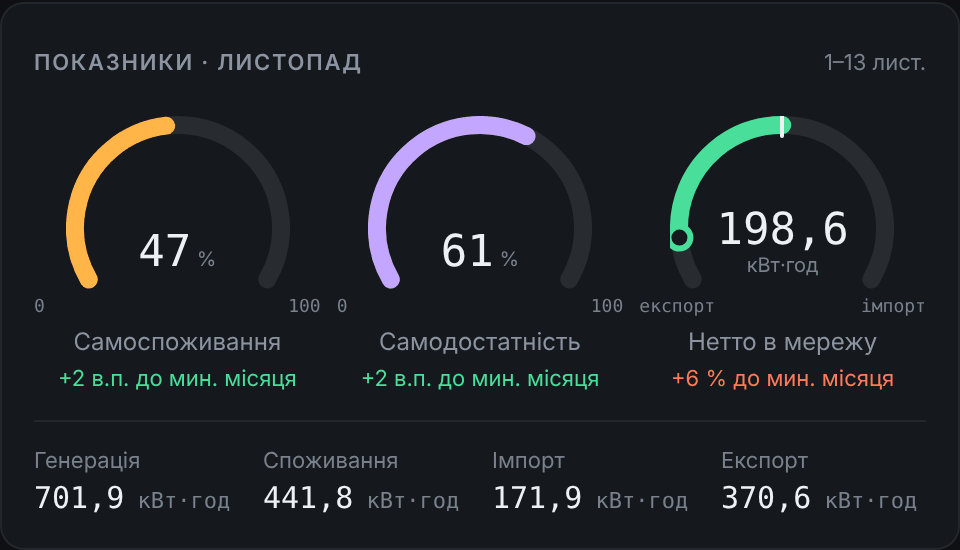 ПОКАЗНИКИ · ЛИСТОПАД
1–13 лист.
47 %
0 100
Самоспоживання
+2 в.п. до мин. місяця
61 %
0 100
Самодостатність
+2 в.п. до мин. місяця
198,6
кВт·год
експорт імпорт
Нетто в мережу
+6 % до мин. місяця
Генерація
701,9 кВт·год
Споживання
441,8 кВт·год
Імпорт
171,9 кВт·год
Експорт
370,6 кВт·год